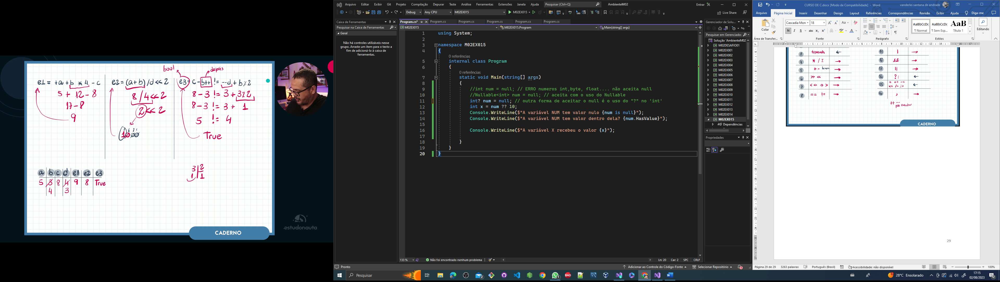 bool
depois
e1 = +a + b * 4 - c
5 + 12 - 8
17 - 8
9
e2 = (a+b) / d << 2
8 / 4 << 2
2 << 2
1000
e3 = c - b++ != --d + b % 2
8 - 3 != 3 + 3%2
8 - 3 != 3 + 1
5 != 4
True
3 2
1 1
a b c d e1 e2 e3
5 3 8 4 9 8 True
4 3
estudonauta
CADERNO
Arquivo Editar Exibir Git Projeto Compilação Depurar Teste Análise Ferramentas Extensões Janela Ajuda Pesquisar (Ctrl+Q) AmbienteM02 Entrar
Debug Any CPU M02EX015 M02EX015 Live Share
Caixa de Ferramentas
Pesquisar na Caixa de Ferramentas
Geral
Não há controles utilizáveis nesse
grupo. Arraste um item para o texto a
fim de adicioná-lo à caixa de
ferramentas.
Program.cs* Program.cs Program.cs Program.cs Program.cs Program.cs
M02EX015 M02EX015.Program Main(string[] args)
1 using System;
2
3 namespace M02EX015
4 {
0 referências
5 internal class Program
6 {
0 referências
7 static void Main(string[] args)
8 {
9 //int num = null; // ERRO numeros int,byte, float.... não aceita null
10 //Nullable<int> num = null; // aceita com o uso do Nullable
11 int? num = null; // outra forma de aceitar o null é o uso do "?" no 'int'
12 int x = num ?? 10;
13 Console.WriteLine($"A variável NUM tem valor nulo {num is null}");
14 Console.WriteLine($"A variável NUM tem valor dentro dela? {num.HasValue}");
15
16 Console.WriteLine($"A variável X recebeu o valor {x}");
17
18 }
19 }
20 }
133 % Não foi encontrado nenhum problema Ln: 20 Car: 2 SPC CRLF
Gerenciador de Solu...
Pesquisar em Gerenciador
Solução 'AmbienteM02
M02DESAFIO01
M02EX001
M02EX002
M02EX003
M02EX004
M02EX005
M02EX006
M02EX007
M02EX008
M02EX009
M02EX010
M02EX011
M02EX012
M02EX013
M02EX014
M02EX015
Dependências
Propriedades
Pronto Adicionar ao Controle do Código-Fonte Selecionar Repositório
CURSO DE C.docx [Modo de Compatibilidade] - Word vanderlei santana de andrade
Arquivo Página Inicial Inserir Desenhar Design Layout Referências Correspondências Revisão Exibir Ajuda Diga-me
Colar
Cascadia Mon 18
N I S abc
AaBbCcDc AaBbCcDc AaB
¶ Normal ¶ Sem Esp... Título 1
Editando
Área de Transfer... Fonte Parágrafo Estilos
3 typecasts ←
4 * / % →
5 + - binary →
6 >> << →
7 < <= => > →
8 == != →
11 | →
12 && →
13 || →
14 ?: ←
15 = += -= *= /= %= ←
16 , →
++ --
pós executar
CADERNO
29
Página 29 de 29 3263 palavras Português (Brasil) Acessibilidade: não disponível 100%
Pesquisar
28°C Ensolarado
17:15
02/08/2023